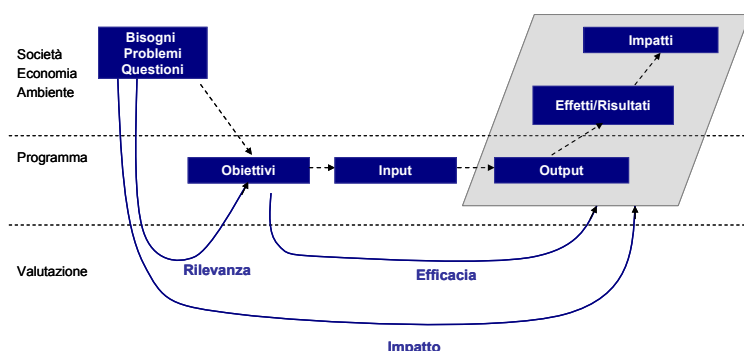 Bisogni
Problemi
Questioni
Impatti
Società
Economia
Ambiente
Effetti/Risultati
Programma
Obiettivi
Input
Output
Valutazione
Rilevanza
Efficacia
Impatto